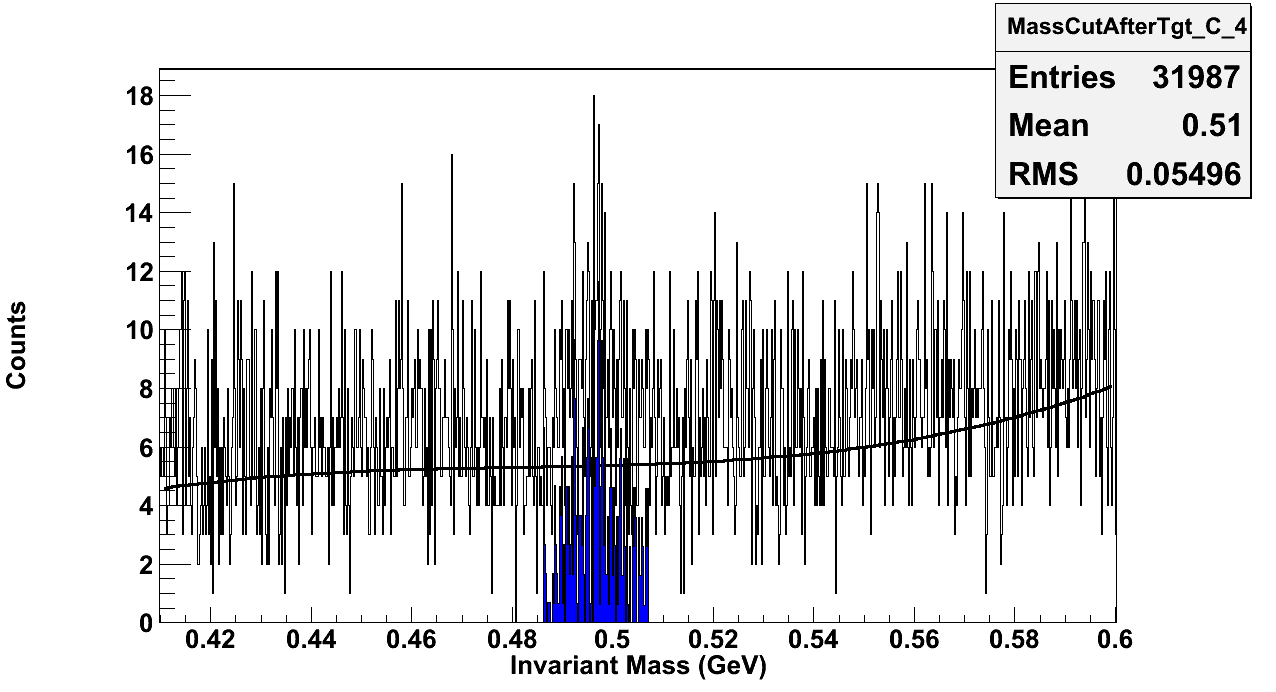 MassCutAfterTgt_C_4
Entries 31987
Mean 0.51
RMS 0.05496
Counts
18
16
14
12
10
8
6
4
2
0
0.42 0.44 0.46 0.48 0.5 0.52 0.54 0.56 0.58 0.6
Invariant Mass (GeV)